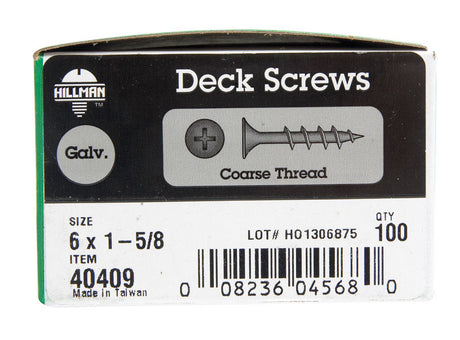 HILLMAN
TM
Deck Screws
Galv.
Coarse Thread
SIZE
6 x 1-5/8
LOT# HO1306875
QTY
100
ITEM
40409
Made in Taiwan
0 08236 04568 0